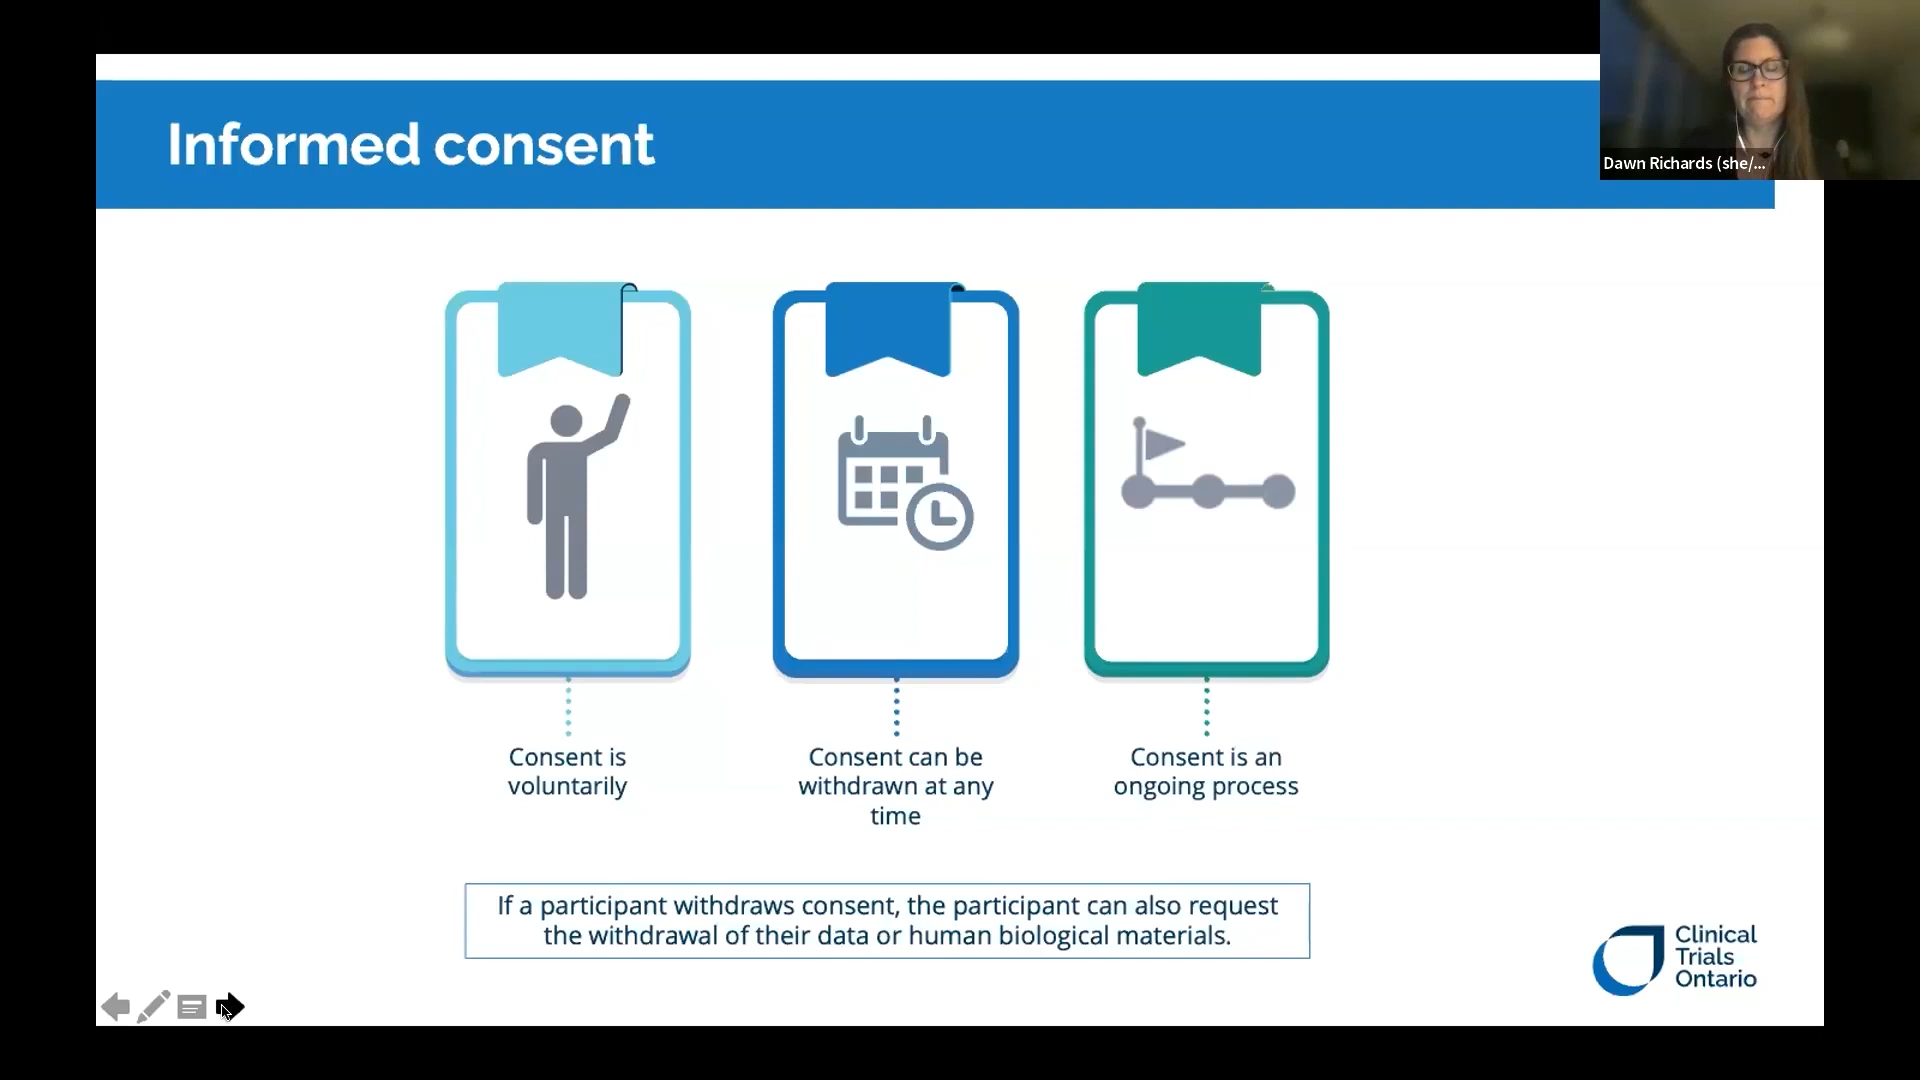 Informed consent
Dawn Richards (she/...
Consent is
voluntarily
Consent can be
withdrawn at any
time
Consent is an
ongoing process
If a participant withdraws consent, the participant can also request
the withdrawal of their data or human biological materials.
Clinical
Trials
Ontario